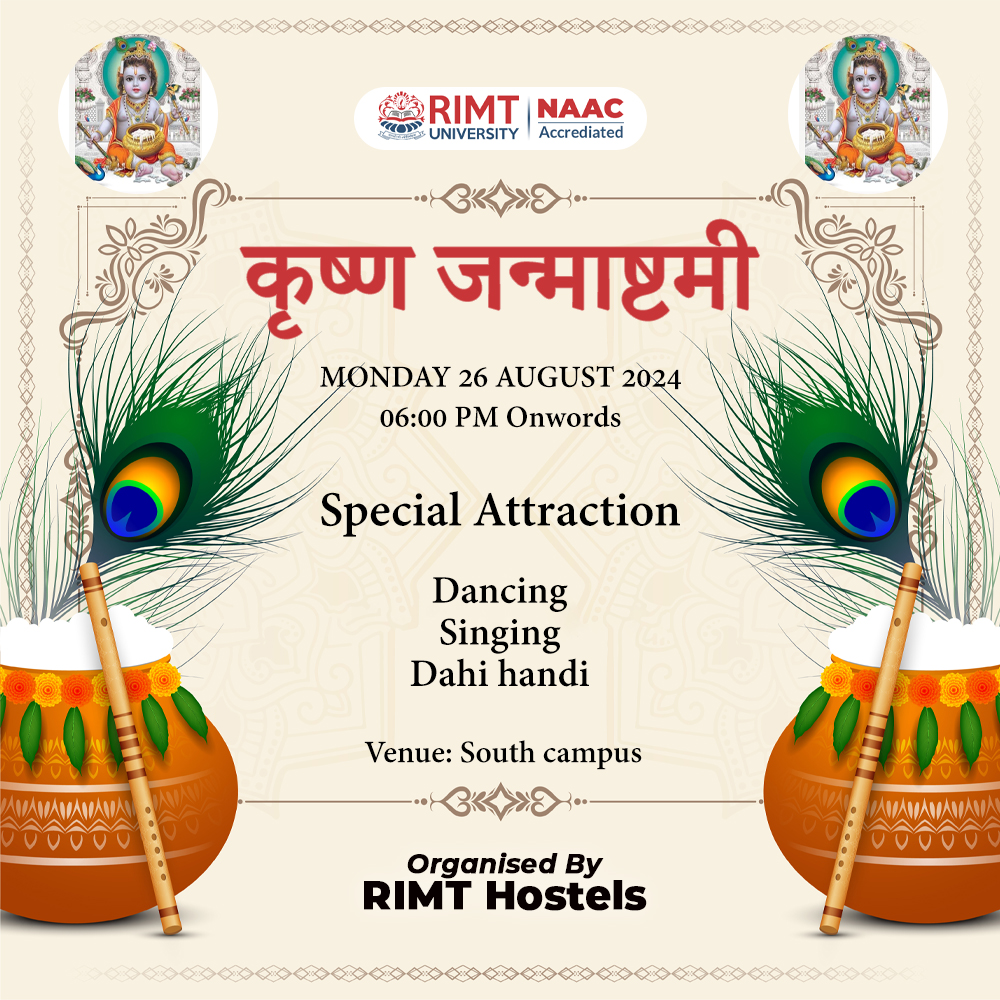 RIMT
UNIVERSITY
NAAC
Accredited
कृष्ण जन्माष्टमी
MONDAY 26 AUGUST 2024
06:00 PM Onwords
Special Attraction
Dancing
Singing
Dahi handi
Venue: South campus
Organised By
RIMT Hostels